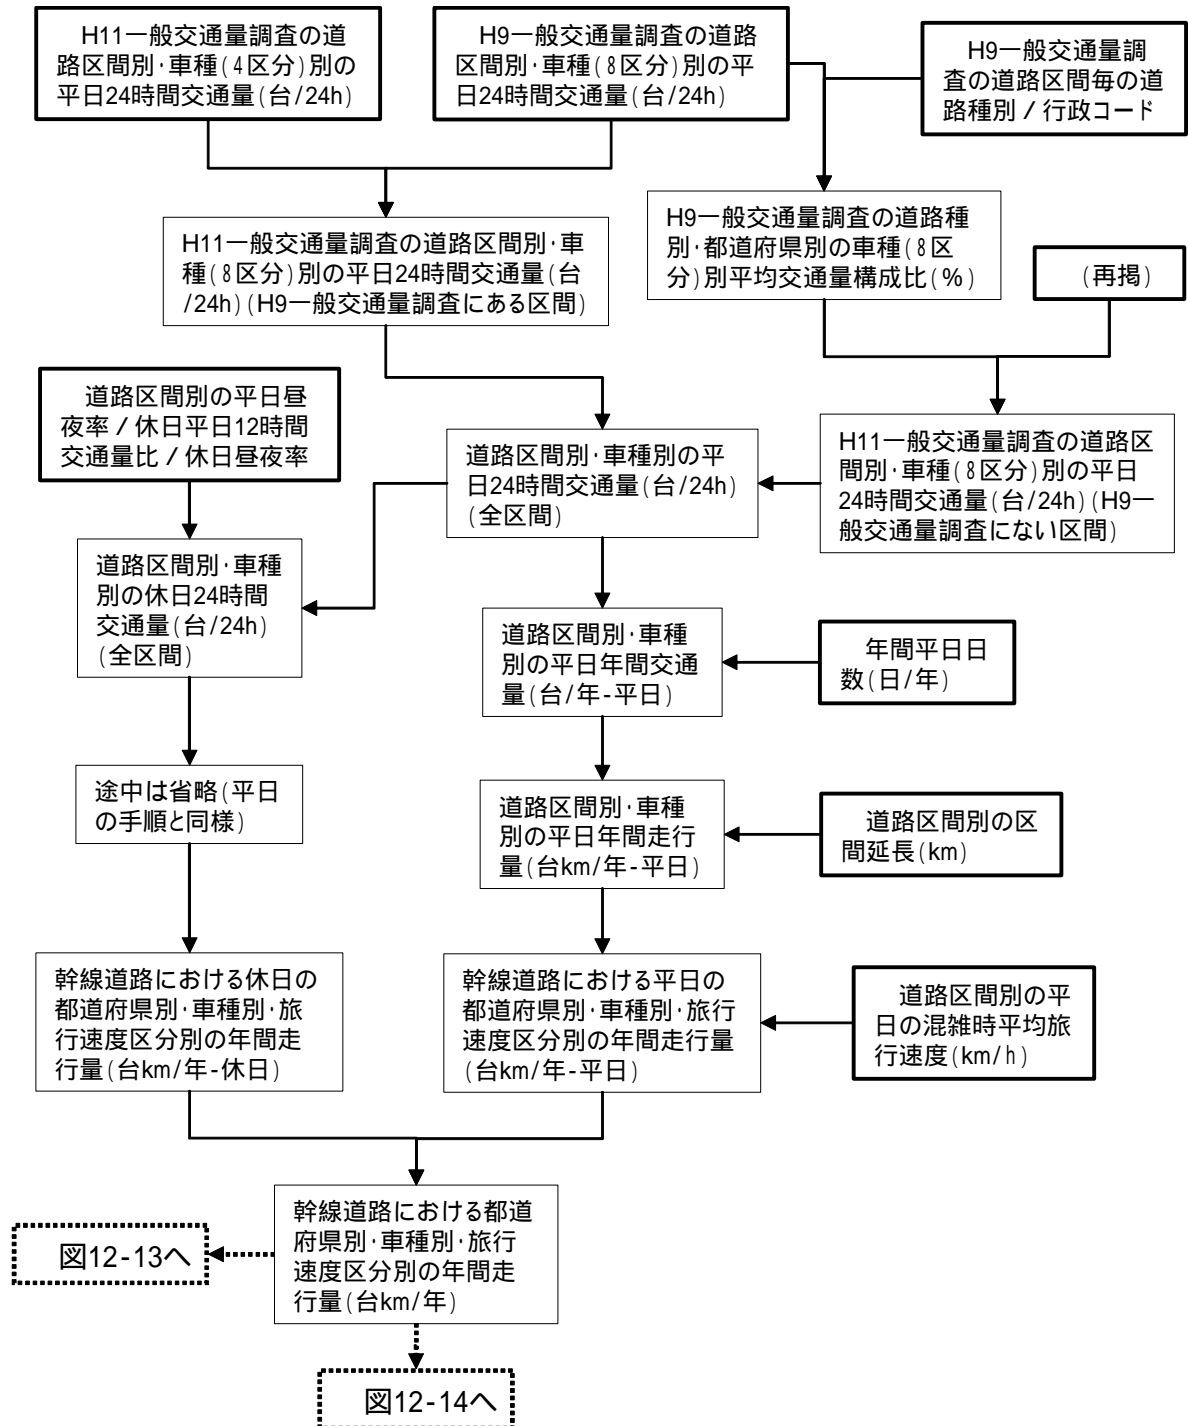 H11一般交通量調査の道
路区間別･車種(4区分)別の
平日24時間交通量(台/24h)
H9一般交通量調査の道路
区間別･車種(8区分)別の平
日24時間交通量(台/24h)
H9一般交通量調
査の道路区間毎の道
路種別／行政コード
H11一般交通量調査の道路区間別･車
種(8区分)別の平日24時間交通量(台
/24h)(H9一般交通量調査にある区間)
H9一般交通量調査の道路種
別･都道府県別の車種(8区
分)別平均交通量構成比(%)
(再掲)
道路区間別の平日昼
夜率／休日平日12時間
交通量比／休日昼夜率
道路区間別･車種別の平
日24時間交通量(台/24h)
(全区間)
H11一般交通量調査の道路区
間別･車種(8区分)別の平日
24時間交通量(台/24h)(H9一
般交通量調査にない区間)
道路区間別･車種
別の休日24時間
交通量(台/24h)
(全区間)
道路区間別･車種
別の平日年間交通
量(台/年-平日)
年間平日日
数(日/年)
途中は省略(平日
の手順と同様)
道路区間別･車種
別の平日年間走行
量(台km/年-平日)
道路区間別の区
間延長(km)
幹線道路における休日の
都道府県別･車種別･旅
行速度区分別の年間走
行量(台km/年-休日)
幹線道路における平日の
都道府県別･車種別･旅行
速度区分別の年間走行量
(台km/年-平日)
道路区間別の平
日の混雑時平均旅
行速度(km/h)
幹線道路における都道
府県別･車種別･旅行
速度区分別の年間走
行量(台km/年)
図12-13へ
図12-14へ